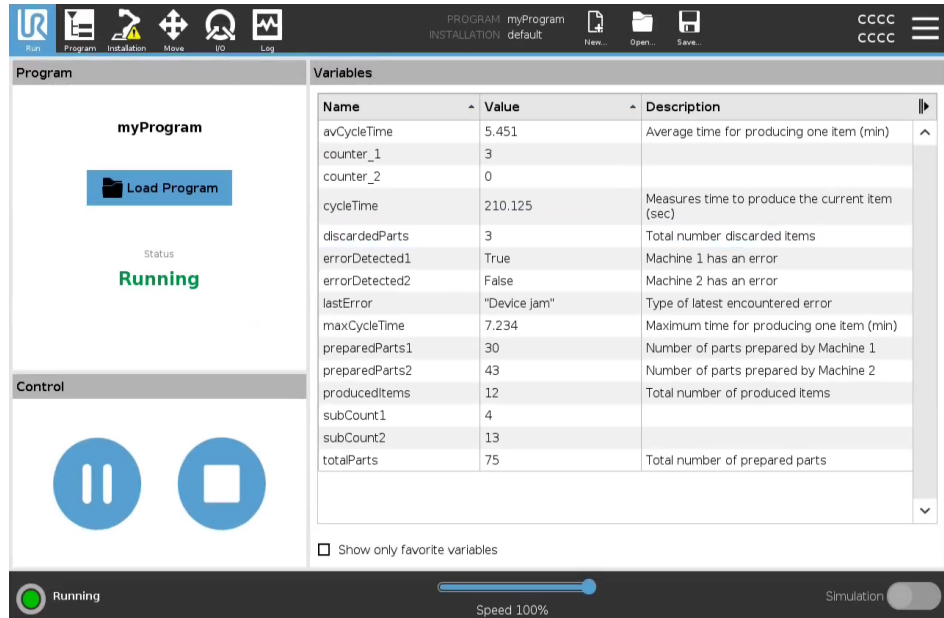 UR
PROGRAM myProgram
INSTALLATION default
CCCC
CCCC
Run Program Installation Move I/O Log New... Open... Save...
Program
myProgram
Load Program
Status
Running
Control
Variables
Name Value Description
avCycleTime 5.451 Average time for producing one item (min)
counter_1 3
counter_2 0
cycleTime 210.125 Measures time to produce the current item
(sec)
discardedParts 3 Total number discarded items
errorDetected1 True Machine 1 has an error
errorDetected2 False Machine 2 has an error
lastError "Device jam" Type of latest encountered error
maxCycleTime 7.234 Maximum time for producing one item (min)
preparedParts1 30 Number of parts prepared by Machine 1
preparedParts2 43 Number of parts prepared by Machine 2
producedItems 12 Total number of produced items
subCount1 4
subCount2 13
totalParts 75 Total number of prepared parts
Show only favorite variables
Running
Speed 100%
Simulation